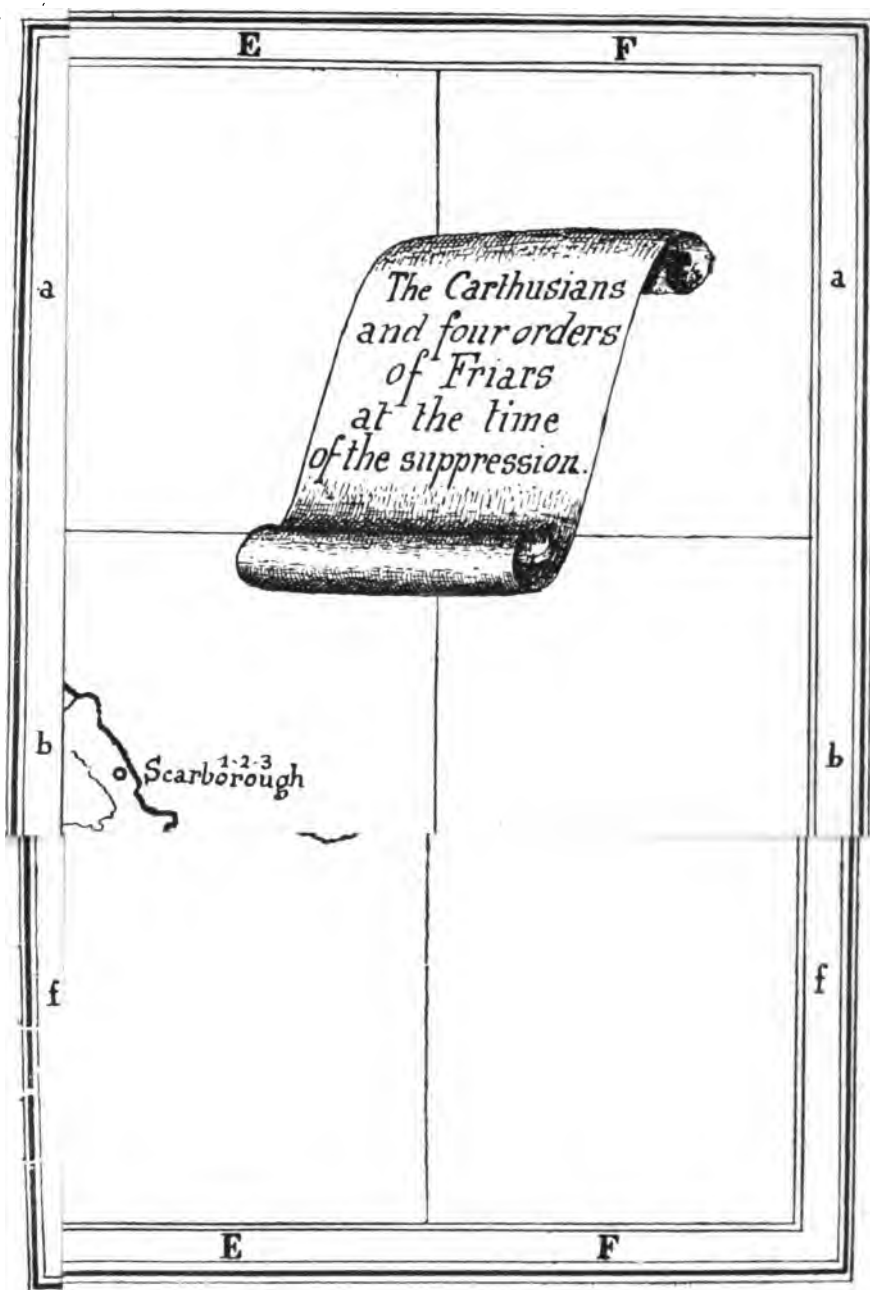 E F
a a
The Carthusians
and four orders
of Friars
at the time
of the suppression.
b b
1-2-3
Scarborough
f f
E F